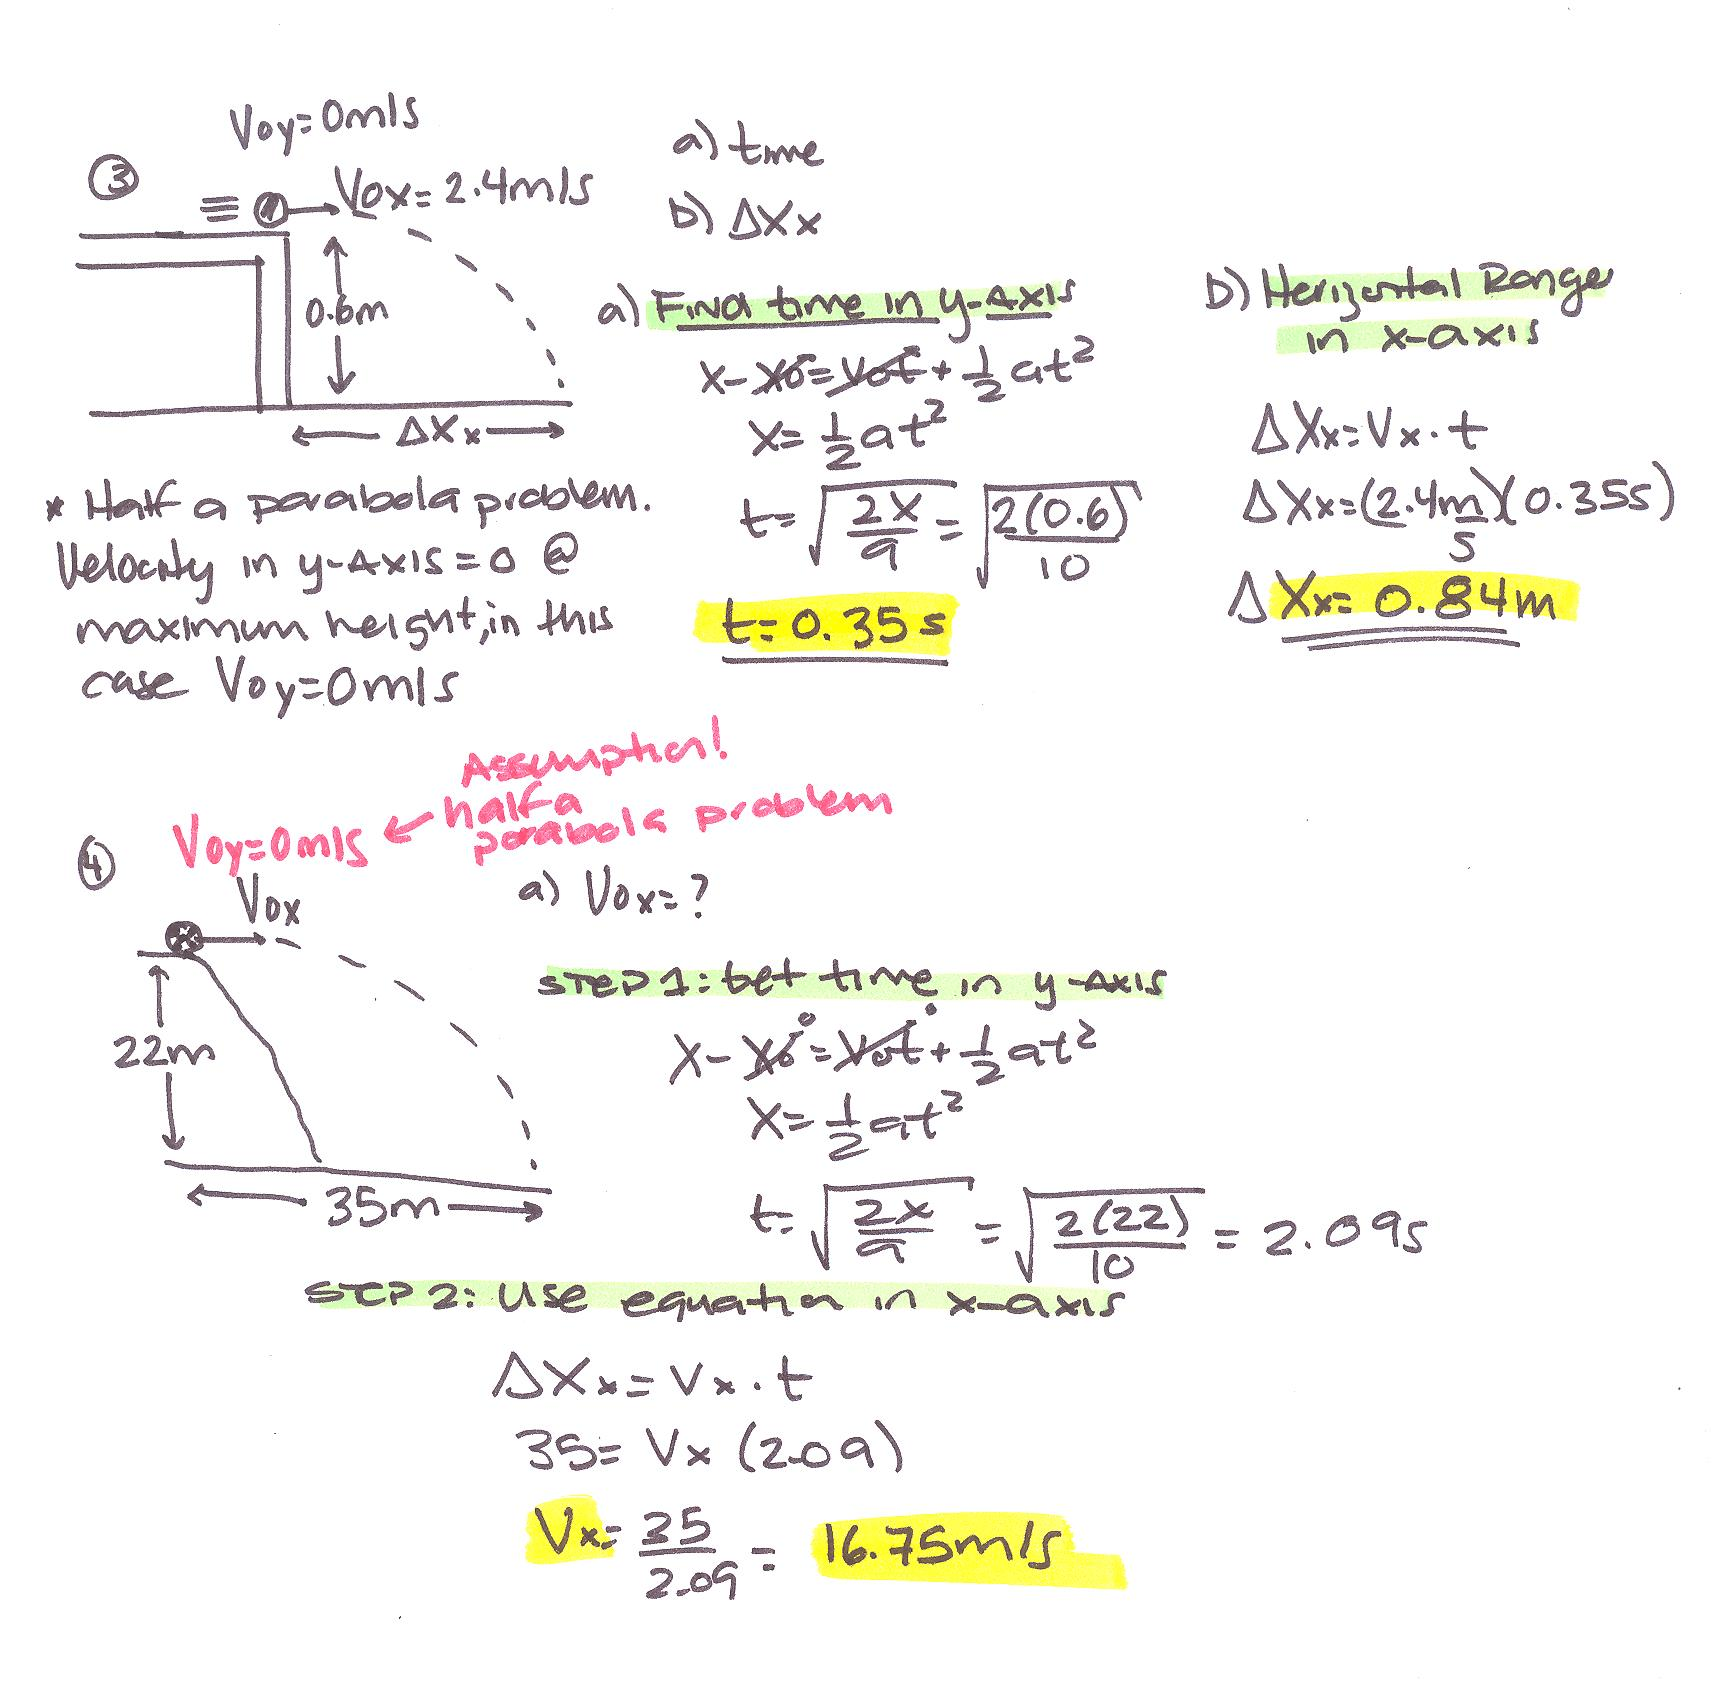 ③
Voy=0m/s
Vox=2.4m/s
0.6m
ΔXx
* Half a parabola problem.
Velocity in y-axis=0 @
maximum height, in this
case Voy=0m/s
a) time
b) ΔXx
a) Find time in y-Axis
x-xo=Vot+½at²
x=½at²
t=√(2x/a)=√(2(0.6)/10)
t=0.35s
b) Horizontal Range
in x-axis
ΔXx=Vx·t
ΔXx=(2.4m/s)(0.35s)
ΔXx=0.84m
④
Assumption!
Voy=0m/s ← half a
parabola problem
Vox
22m
35m
a) Vox=?
STEP 1: Get time in y-Axis
X-Xo⁰=Vot⁰+½at²
X=½at²
t=√(2x/a)=√(2(22)/10)=2.09s
STEP 2: Use equation in x-axis
ΔXx=Vx·t
35=Vx(2.09)
Vx=35/2.09=16.75m/s